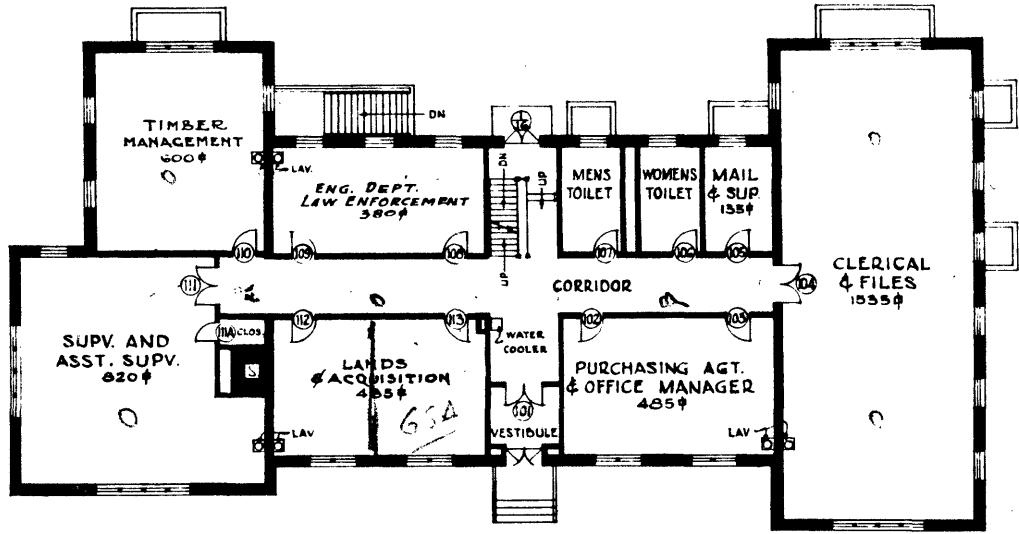 TIMBER
MANAGEMENT
600⌀
LAV.
DN
ENG. DEPT.
LAW ENFORCEMENT
380⌀
DN
UP
UP
MENS
TOILET
WOMENS
TOILET
MAIL
& SUP.
135⌀
110
109
108
107
106
105
111
104
CORRIDOR
CLERICAL
& FILES
1535⌀
111A
CLOS.
112
113
102
103
WATER
COOLER
SUPV. AND
ASST. SUPV.
820⌀
LANDS
& ACQUISITION
485⌀
GSA
PURCHASING AGT.
& OFFICE MANAGER
485⌀
101
VESTIBULE
LAV
LAV